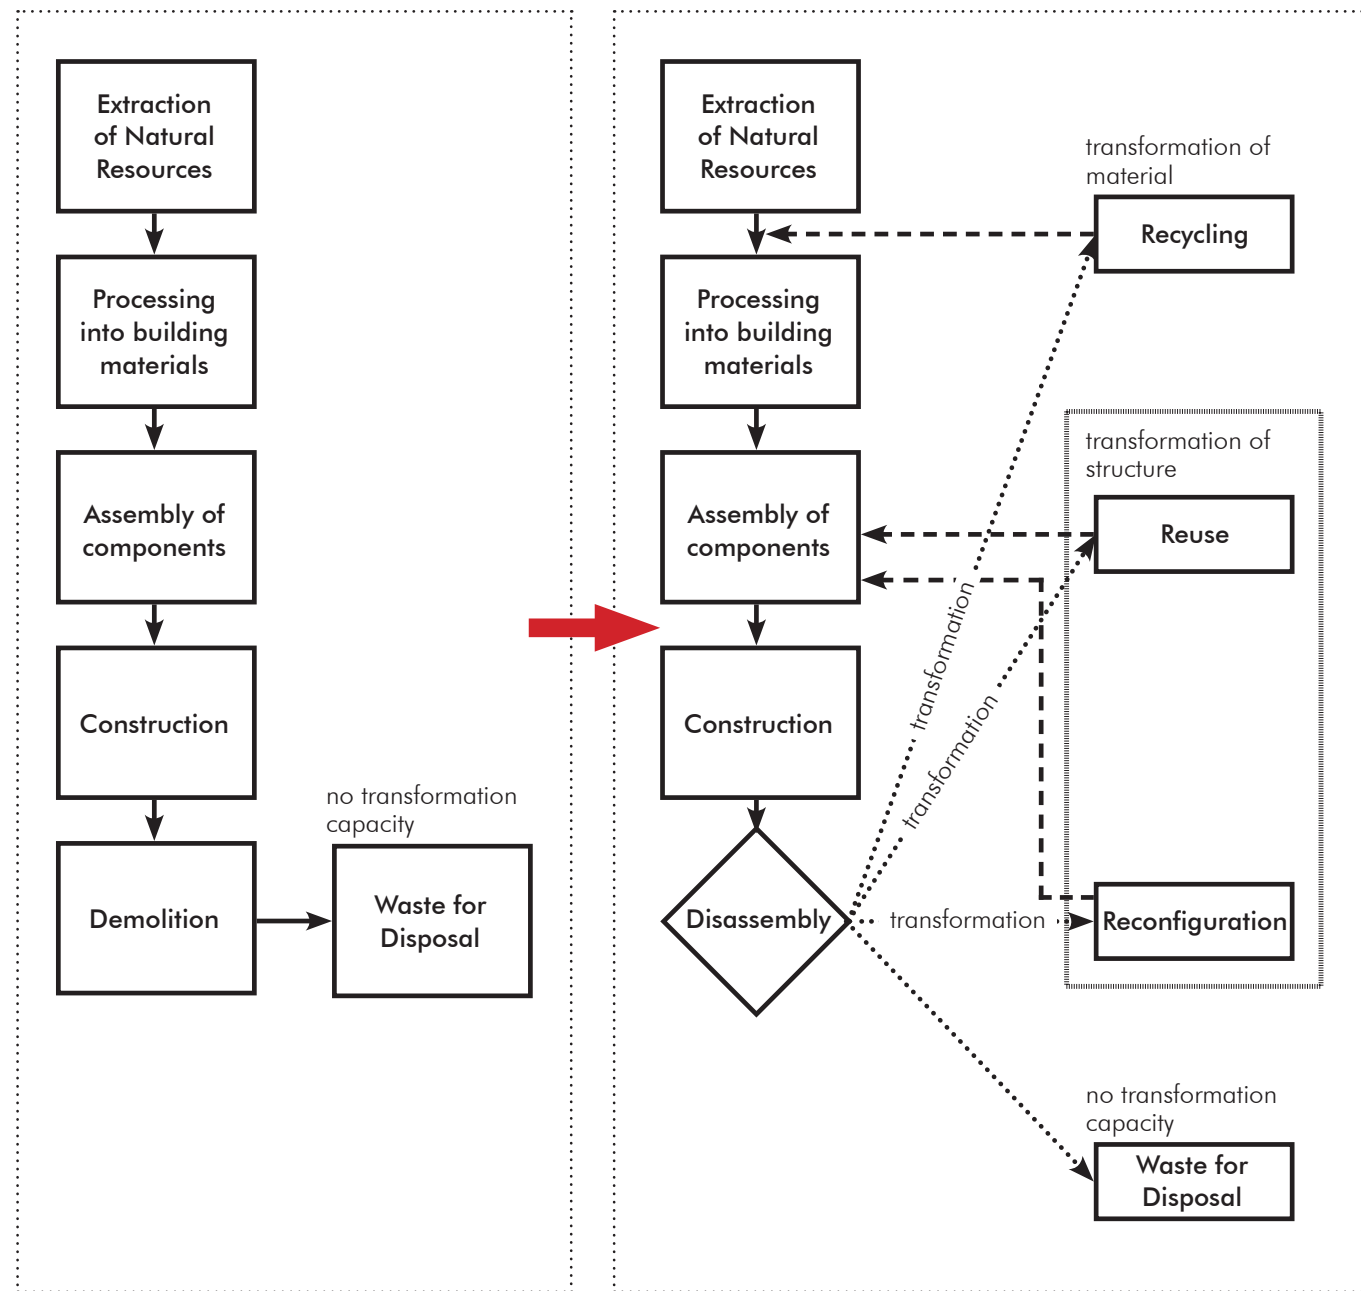 Extraction
of Natural
Resources
Processing
into building
materials
Assembly of
components
Construction
Demolition
no transformation
capacity
Waste for
Disposal
Extraction
of Natural
Resources
Processing
into building
materials
Assembly of
components
Construction
Disassembly
transformation
transformation
transformation
transformation of
material
Recycling
transformation of
structure
Reuse
Reconfiguration
no transformation
capacity
Waste for
Disposal